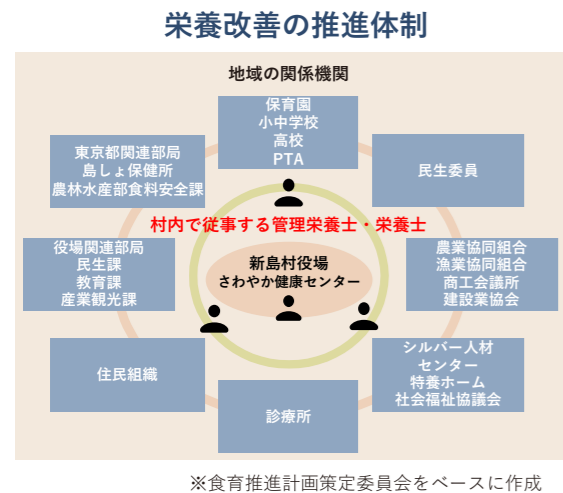 栄養改善の推進体制
地域の関係機関
保育園
小中学校
高校
PTA
東京都関連部局
島しょ保健所
農林水産部食料安全課
民生委員
村内で従事する管理栄養士・栄養士
役場関連部局
民生課
教育課
産業観光課
新島村役場
さわやか健康センター
農業協同組合
漁業協同組合
商工会議所
建設業協会
住民組織
診療所
シルバー人材
センター
特養ホーム
社会福祉協議会
※食育推進計画策定委員会をベースに作成